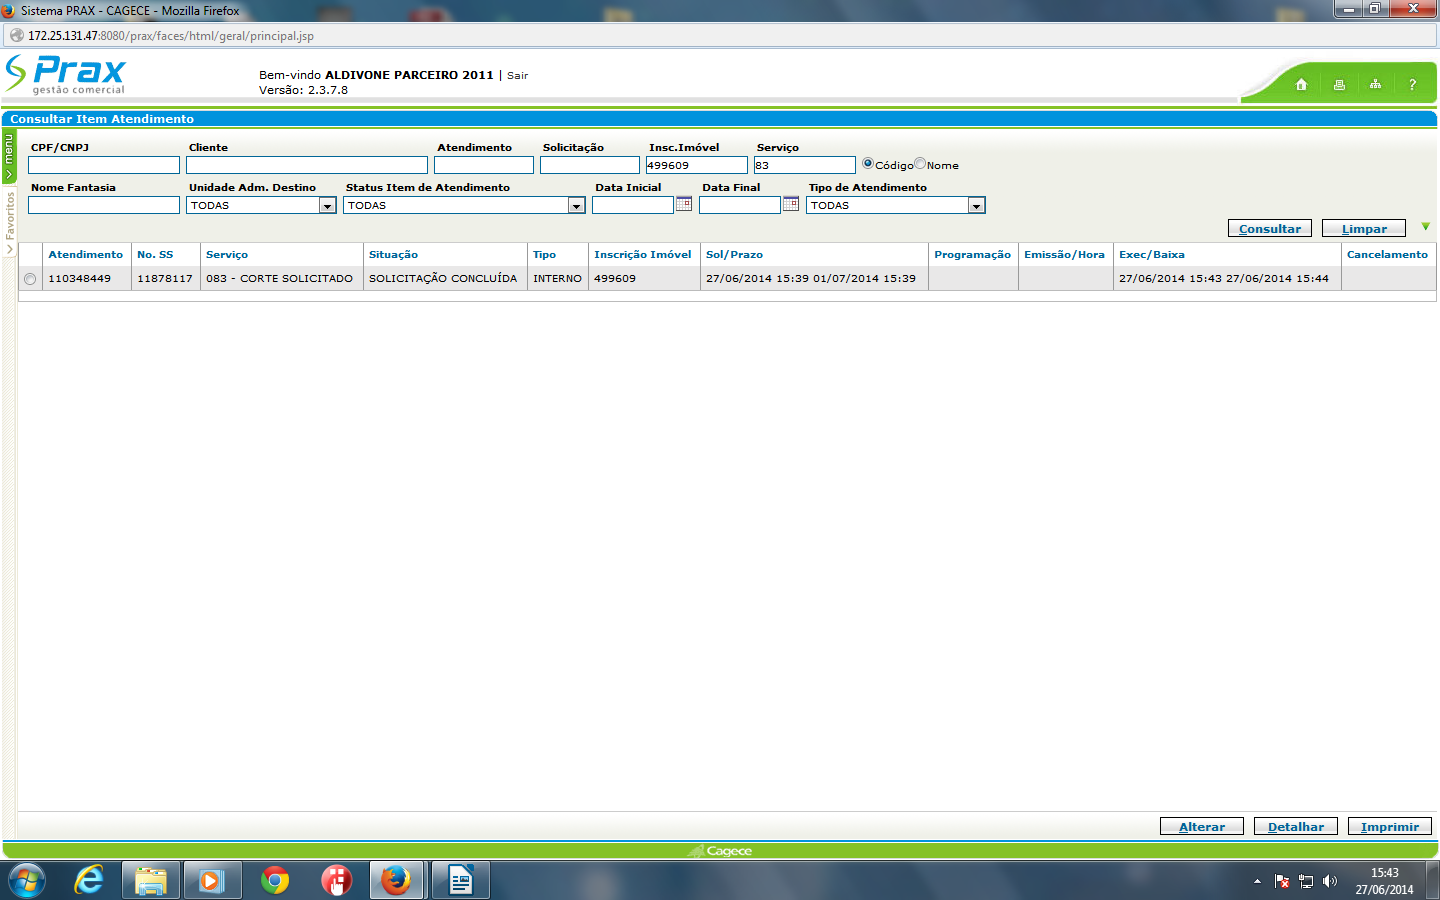 Sistema PRAX - CAGECE - Mozilla Firefox
172.25.131.47:8080/prax/faces/html/geral/principal.jsp
Prax
gestão comercial
Bem-vindo ALDIVONE PARCEIRO 2011 | Sair
Versão: 2.3.7.8
?
Consultar Item Atendimento
menu
Favoritos
CPF/CNPJ Cliente Atendimento Solicitação Insc.Imóvel Serviço
499609 83 Código Nome
Nome Fantasia Unidade Adm. Destino Status Item de Atendimento Data Inicial Data Final Tipo de Atendimento
TODAS TODAS TODAS
Consultar Limpar
Atendimento No. SS Serviço Situação Tipo Inscrição Imóvel Sol/Prazo Programação Emissão/Hora Exec/Baixa Cancelamento
110348449 11878117 083 - CORTE SOLICITADO SOLICITAÇÃO CONCLUÍDA INTERNO 499609 27/06/2014 15:39 01/07/2014 15:39 27/06/2014 15:43 27/06/2014 15:44
Alterar Detalhar Imprimir
Cagece
15:43
27/06/2014